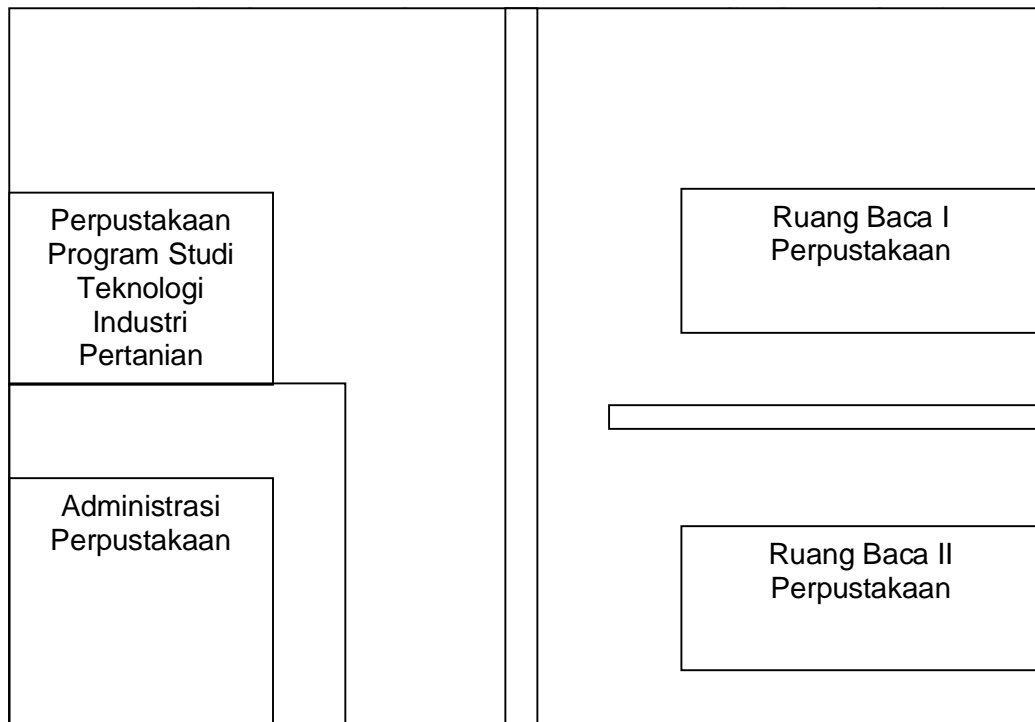 Perpustakaan
Program Studi
Teknologi
Industri
Pertanian
Ruang Baca I
Perpustakaan
Administrasi
Perpustakaan
Ruang Baca II
Perpustakaan